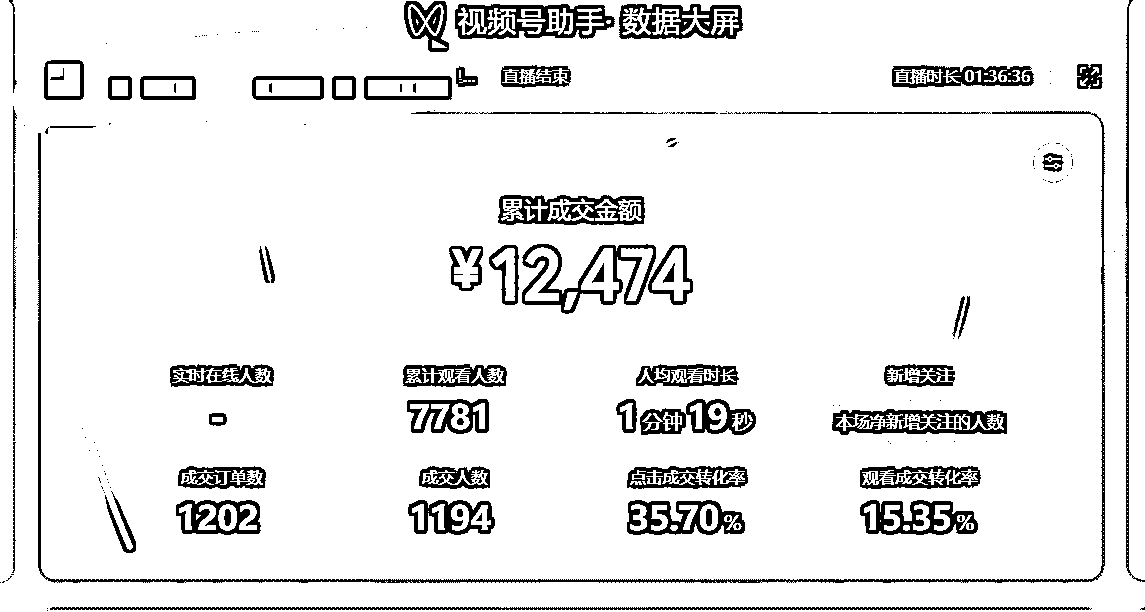 视频号助手· 数据大屏
直播结束
直播时长 01:36:36
累计成交金额
¥12,474
实时在线人数 累计观看人数 人均观看时长 新增关注
- 7781 1分钟19秒 本场净新增关注的人数
成交订单数 成交人数 点击成交转化率 观看成交转化率
1202 1194 35.70% 15.35%